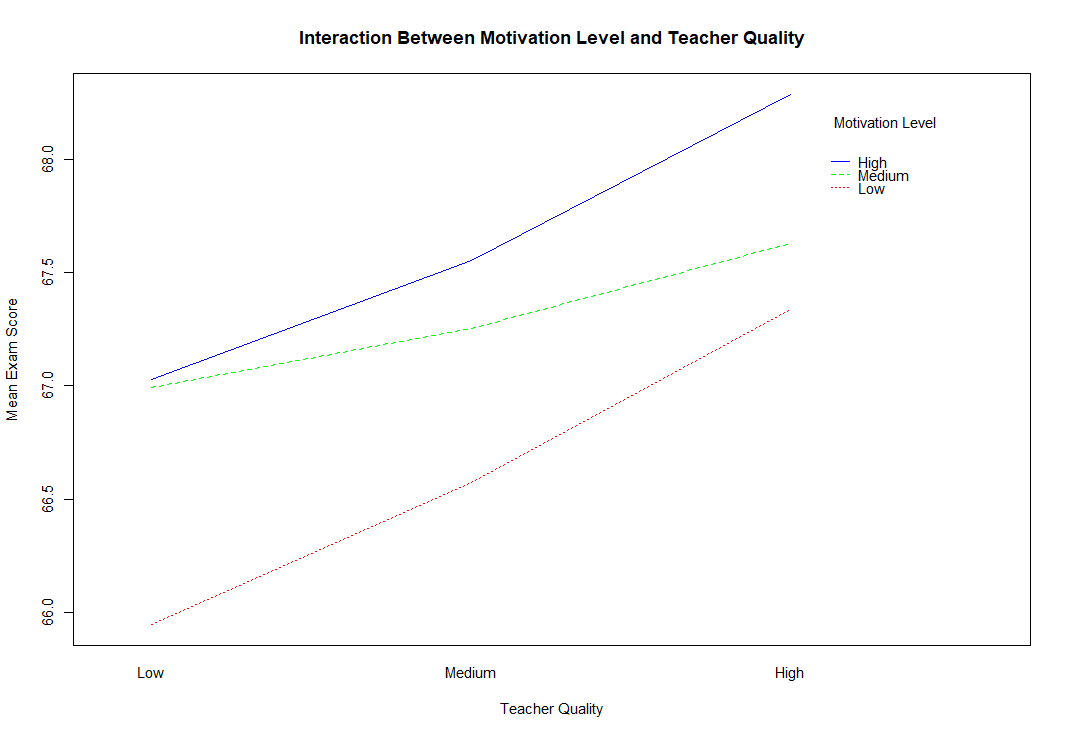 Interaction Between Motivation Level and Teacher Quality
Motivation Level
High
Medium
Low
Mean Exam Score
68.0
67.5
67.0
66.5
66.0
Low Medium High
Teacher Quality